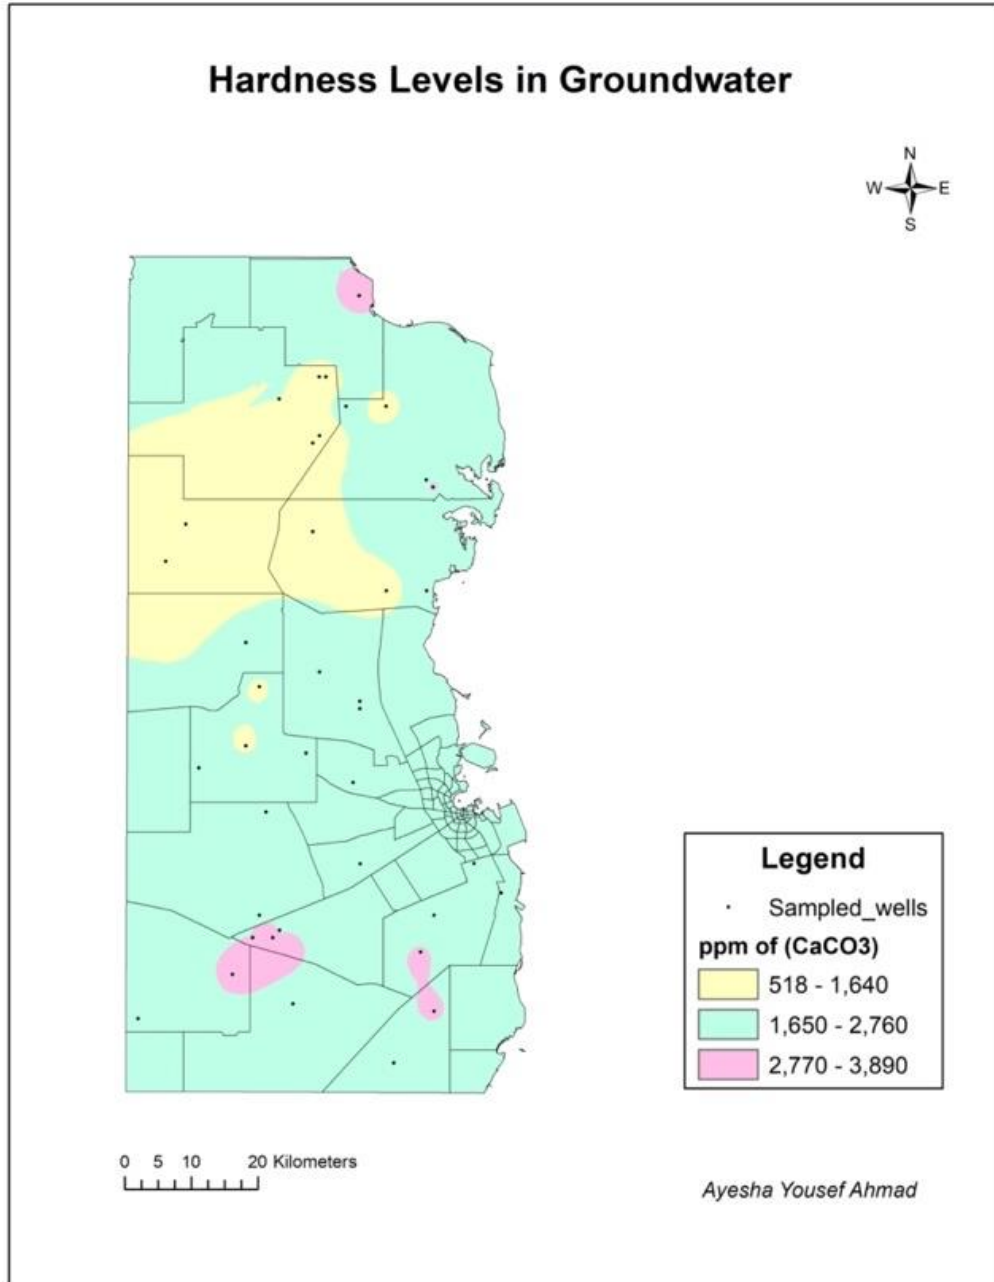 Hardness Levels in Groundwater
N
W E
S
Legend
Sampled_wells
ppm of (CaCO3)
518 - 1,640
1,650 - 2,760
2,770 - 3,890
0 5 10 20 Kilometers
Ayesha Yousef Ahmad